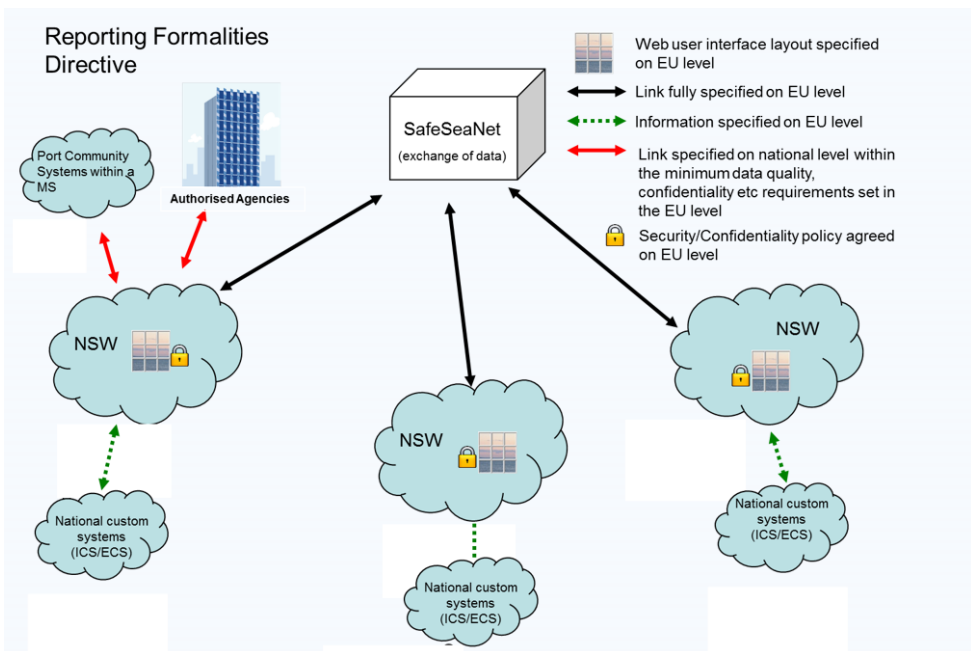 Reporting Formalities
Directive
Port Community
Systems within a
MS
Authorised Agencies
SafeSeaNet
(exchange of data)
Web user interface layout specified
on EU level
Link fully specified on EU level
Information specified on EU level
Link specified on national level within
the minimum data quality,
confidentiality etc requirements set in
the EU level
Security/Confidentiality policy agreed
on EU level
NSW
NSW
NSW
National custom
systems
(ICS/ECS)
National custom
systems
(ICS/ECS)
National custom
systems
(ICS/ECS)